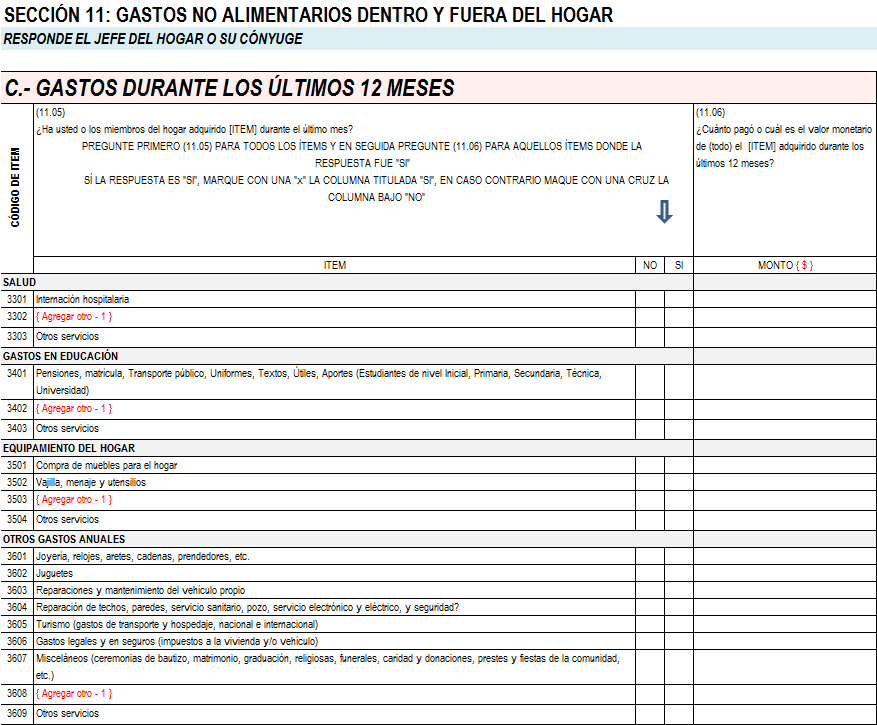 SECCIÓN 11: GASTOS NO ALIMENTARIOS DENTRO Y FUERA DEL HOGAR
RESPONDE EL JEFE DEL HOGAR O SU CÓNYUGE
C.- GASTOS DURANTE LOS ÚLTIMOS 12 MESES
CÓDIGO DE ITEM
(11.05)
¿Ha usted o los miembros del hogar adquirido [ITEM] durante el último mes?
PREGUNTE PRIMERO (11.05) PARA TODOS LOS ÍTEMS Y EN SEGUIDA PREGUNTE (11.06) PARA AQUELLOS ÍTEMS DONDE LA
RESPUESTA FUE "SI"
SÍ LA RESPUESTA ES "SI", MARQUE CON UNA "x" LA COLUMNA TITULADA "SI", EN CASO CONTRARIO MAQUE CON UNA CRUZ LA
COLUMNA BAJO "NO"
(11.06)
¿Cuánto pagó o cuál es el valor monetario
de (todo) el [ITEM] adquirido durante los
últimos 12 meses?
ITEM NO SI MONTO { $ }
SALUD
3301 Internación hospitalaria
3302 { Agregar otro - 1 }
3303 Otros servicios
GASTOS EN EDUCACIÓN
3401 Pensiones, matricula, Transporte público, Uniformes, Textos, Útiles, Aportes (Estudiantes de nivel Inicial, Primaria, Secundaria, Técnica,
Universidad)
3402 { Agregar otro - 1 }
3403 Otros servicios
EQUIPAMIENTO DEL HOGAR
3501 Compra de muebles para el hogar
3502 Vajilla, menaje y utensilios
3503 { Agregar otro - 1 }
3504 Otros servicios
OTROS GASTOS ANUALES
3601 Joyería, relojes, aretes, cadenas, prendedores, etc.
3602 Juguetes
3603 Reparaciones y mantenimiento del vehículo propio
3604 Reparación de techos, paredes, servicio sanitario, pozo, servicio electrónico y eléctrico, y seguridad?
3605 Turismo (gastos de transporte y hospedaje, nacional e internacional)
3606 Gastos legales y en seguros (impuestos a la vivienda y/o vehículo)
3607 Misceláneos (ceremonias de bautizo, matrimonio, graduación, religiosas, funerales, caridad y donaciones, prestes y fiestas de la comunidad,
etc.)
3608 { Agregar otro - 1 }
3609 Otros servicios